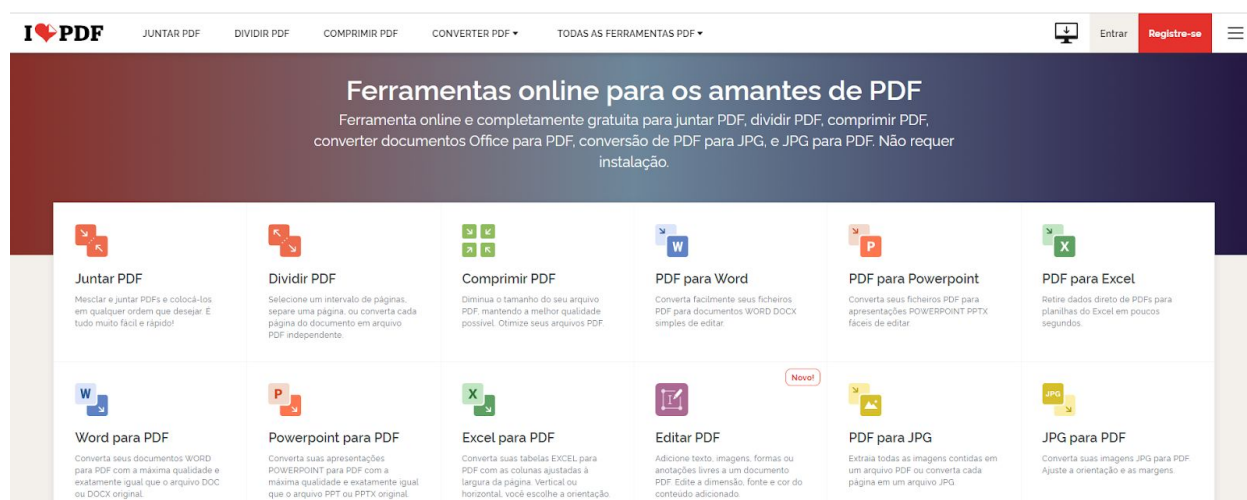 I PDF
JUNTAR PDF
DIVIDIR PDF
COMPRIMIR PDF
CONVERTER PDF
TODAS AS FERRAMENTAS PDF
Entrar
Registre-se
Ferramentas online para os amantes de PDF
Ferramenta online e completamente gratuita para juntar PDF, dividir PDF, comprimir PDF,
converter documentos Office para PDF, conversão de PDF para JPG, e JPG para PDF. Não requer
instalação.
Juntar PDF
Mesclar e juntar PDFs e colocá-los
em qualquer ordem que desejar. É
tudo muito fácil e rápido!
Dividir PDF
Selecione um intervalo de páginas,
separe uma página, ou converta cada
página do documento em arquivo
PDF independente.
Comprimir PDF
Diminua o tamanho do seu arquivo
PDF, mantendo a melhor qualidade
possível. Otimize seus arquivos PDF.
W
PDF para Word
Converta facilmente seus ficheiros
PDF para documentos WORD DOCX
simples de editar.
P
PDF para Powerpoint
Converta seus ficheiros PDF para
apresentações POWERPOINT PPTX
fáceis de editar.
X
PDF para Excel
Retire dados direto de PDFs para
planilhas do Excel em poucos
segundos.
W
Word para PDF
Converta seus documentos WORD
para PDF com a máxima qualidade e
exatamente igual que o arquivo DOC
ou DOCX original.
P
Powerpoint para PDF
Converta suas apresentações
POWERPOINT para PDF com a
máxima qualidade e exatamente igual
que o arquivo PPT ou PPTX original.
X
Excel para PDF
Converta suas tabelas EXCEL para
PDF com as colunas ajustadas à
largura da página. Vertical ou
horizontal, você escolhe a orientação
Novo!
Editar PDF
Adicione texto, imagens, formas ou
anotações livres a um documento
PDF. Edite a dimensão, fonte e cor do
conteúdo adicionado.
PDF para JPG
Extraia todas as imagens contidas em
um arquivo PDF ou converta cada
página em um arquivo JPG.
JPG
JPG para PDF
Converta suas imagens JPG para PDF.
Ajuste a orientação e as margens.